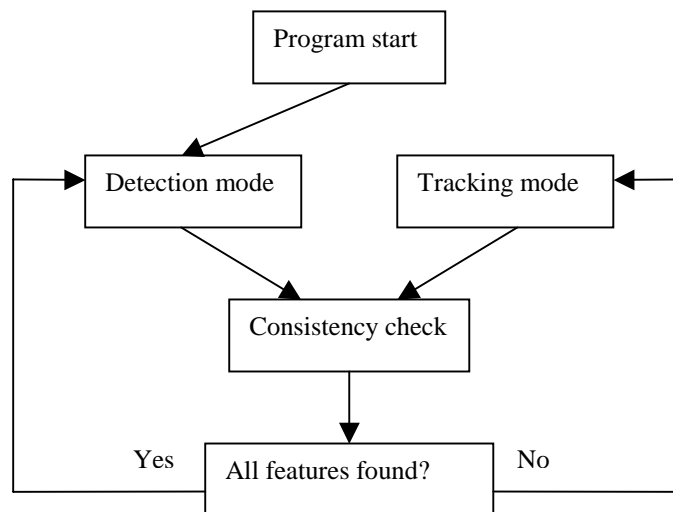 Program start
Detection mode
Tracking mode
Consistency check
Yes
All features found?
No